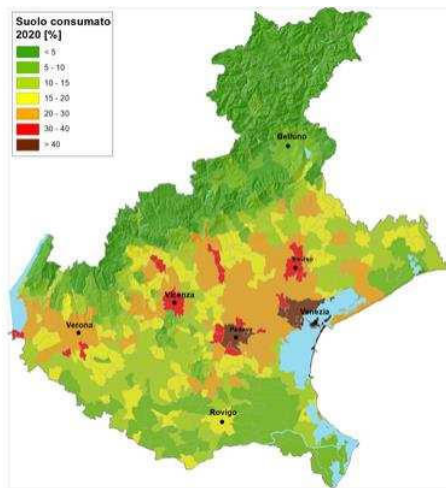 Suolo consumato
2020 [%]
< 5
5 - 10
10 - 15
15 - 20
20 - 30
30 - 40
> 40
Belluno
Treviso
Vicenza
Venezia
Verona
Padova
Rovigo